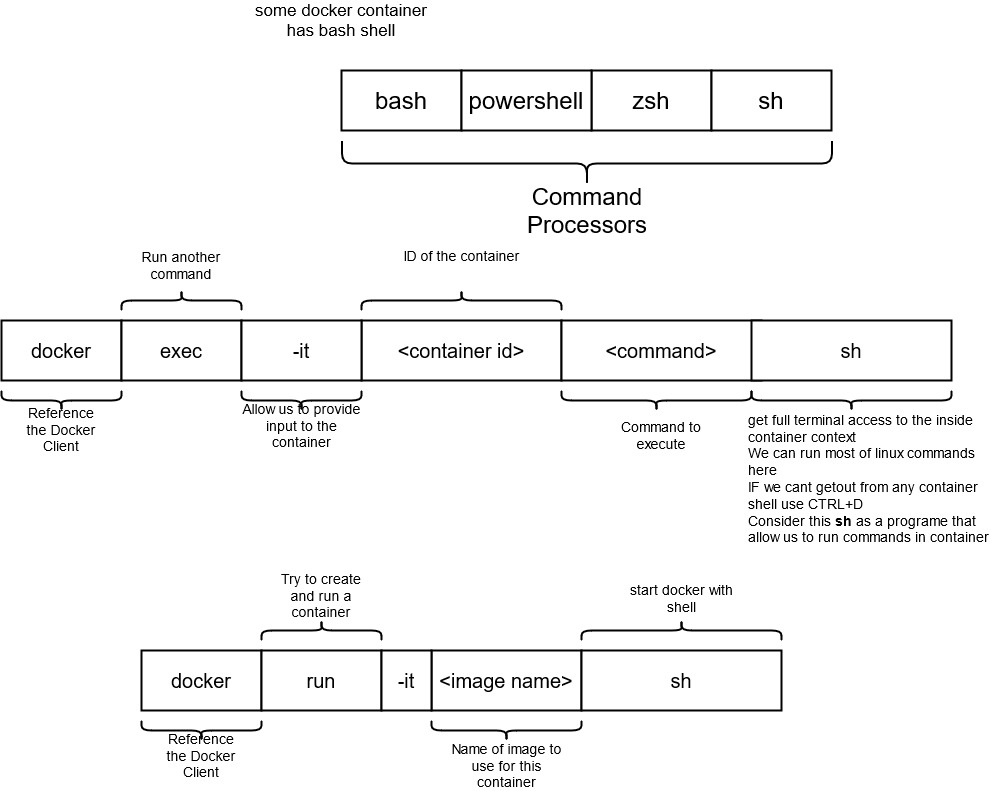 some docker container
has bash shell
bash powershell zsh sh
Command
Processors
Run another
command
ID of the container
docker exec -it <container id> <command> sh
Reference
the Docker
Client
Allow us to provide
input to the
container
Command to
execute
get full terminal access to the inside
container context
We can run most of linux commands
here
IF we cant getout from any container
shell use CTRL+D
Consider this sh as a programe that
allow us to run commands in container
Try to create
and run a
container
start docker with
shell
docker run -it <image name> sh
Reference
the Docker
Client
Name of image to
use for this
container